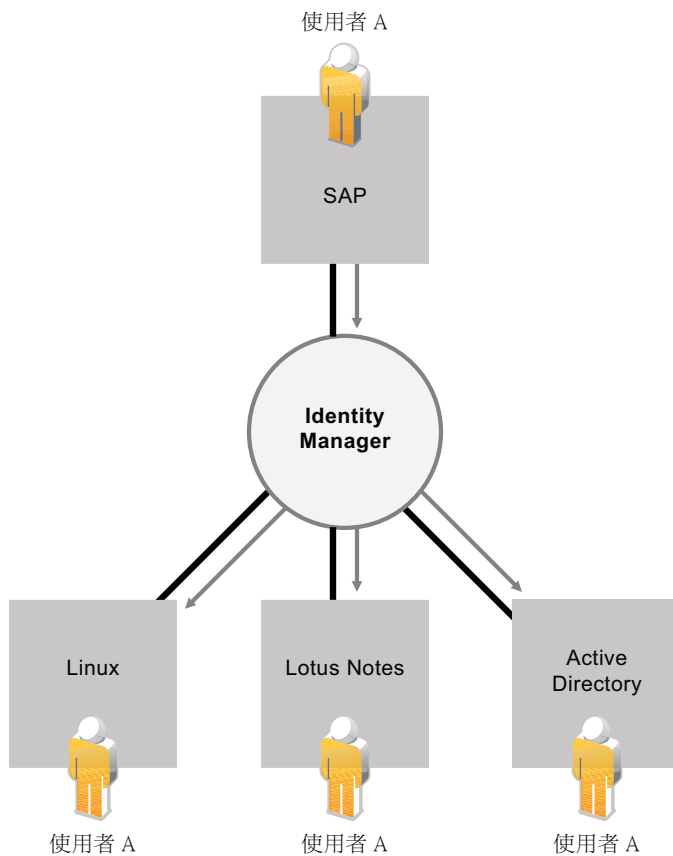 使用者 A
SAP
Identity
Manager
Linux
Lotus Notes
Active
Directory
使用者 A
使用者 A
使用者 A